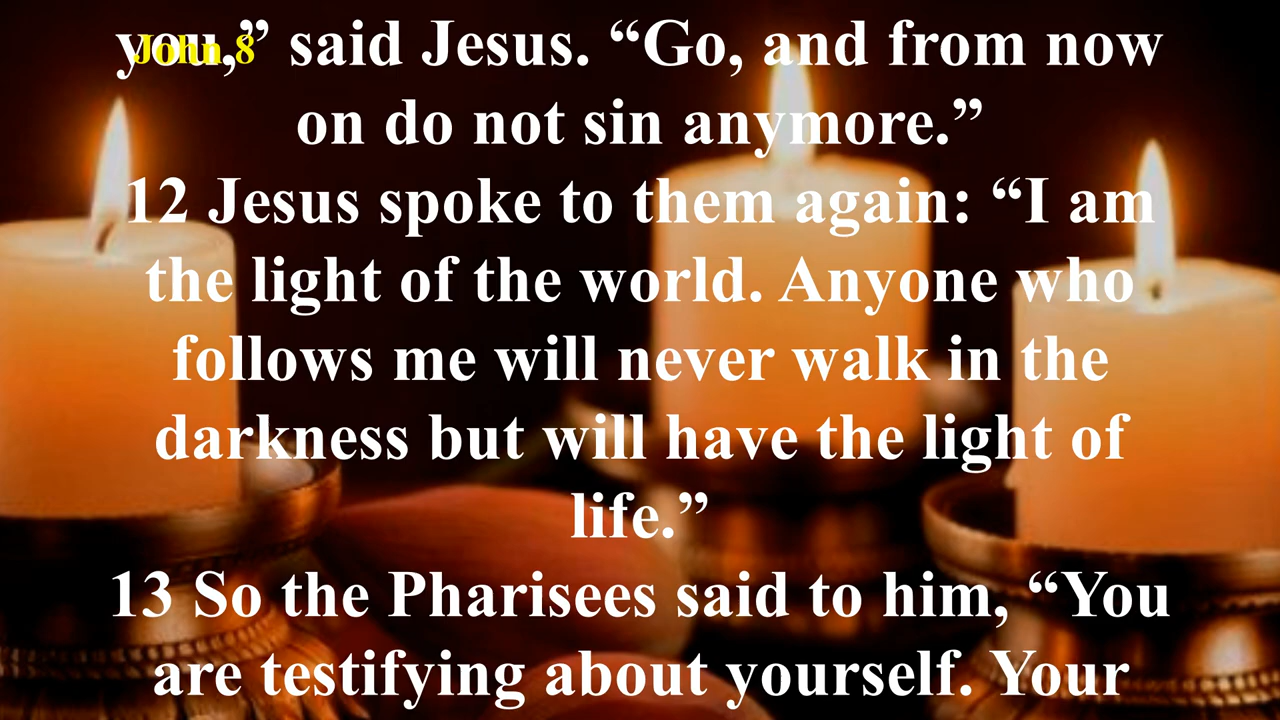 John 8
you,” said Jesus. “Go, and from now
on do not sin anymore.”
12 Jesus spoke to them again: “I am
the light of the world. Anyone who
follows me will never walk in the
darkness but will have the light of
life.”
13 So the Pharisees said to him, “You
are testifying about yourself. Your